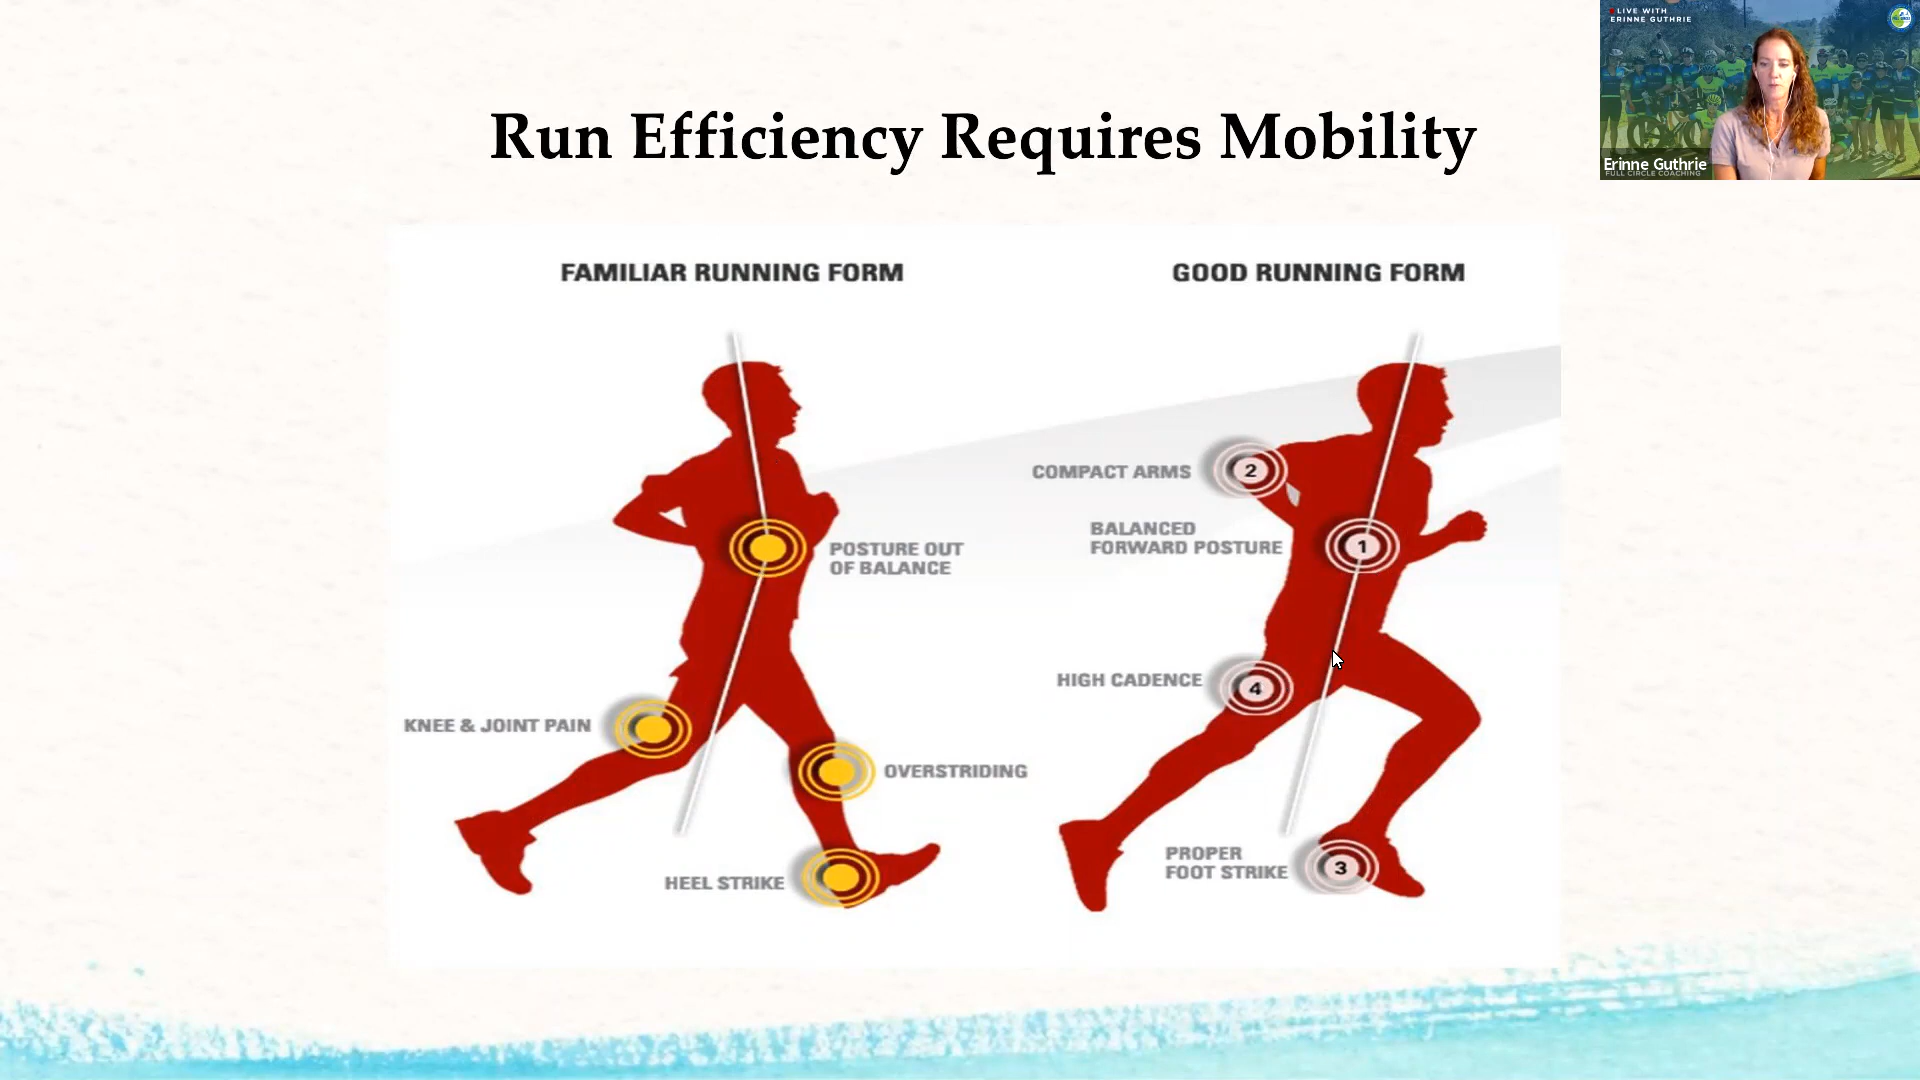 LIVE WITH
ERINNE GUTHRIE
Erinne Guthrie
FULL CIRCLE COACHING
Run Efficiency Requires Mobility
FAMILIAR RUNNING FORM
POSTURE OUT
OF BALANCE
KNEE & JOINT PAIN
OVERSTRIDING
HEEL STRIKE
GOOD RUNNING FORM
COMPACT ARMS
2
BALANCED
FORWARD POSTURE
1
HIGH CADENCE
4
PROPER
FOOT STRIKE
3